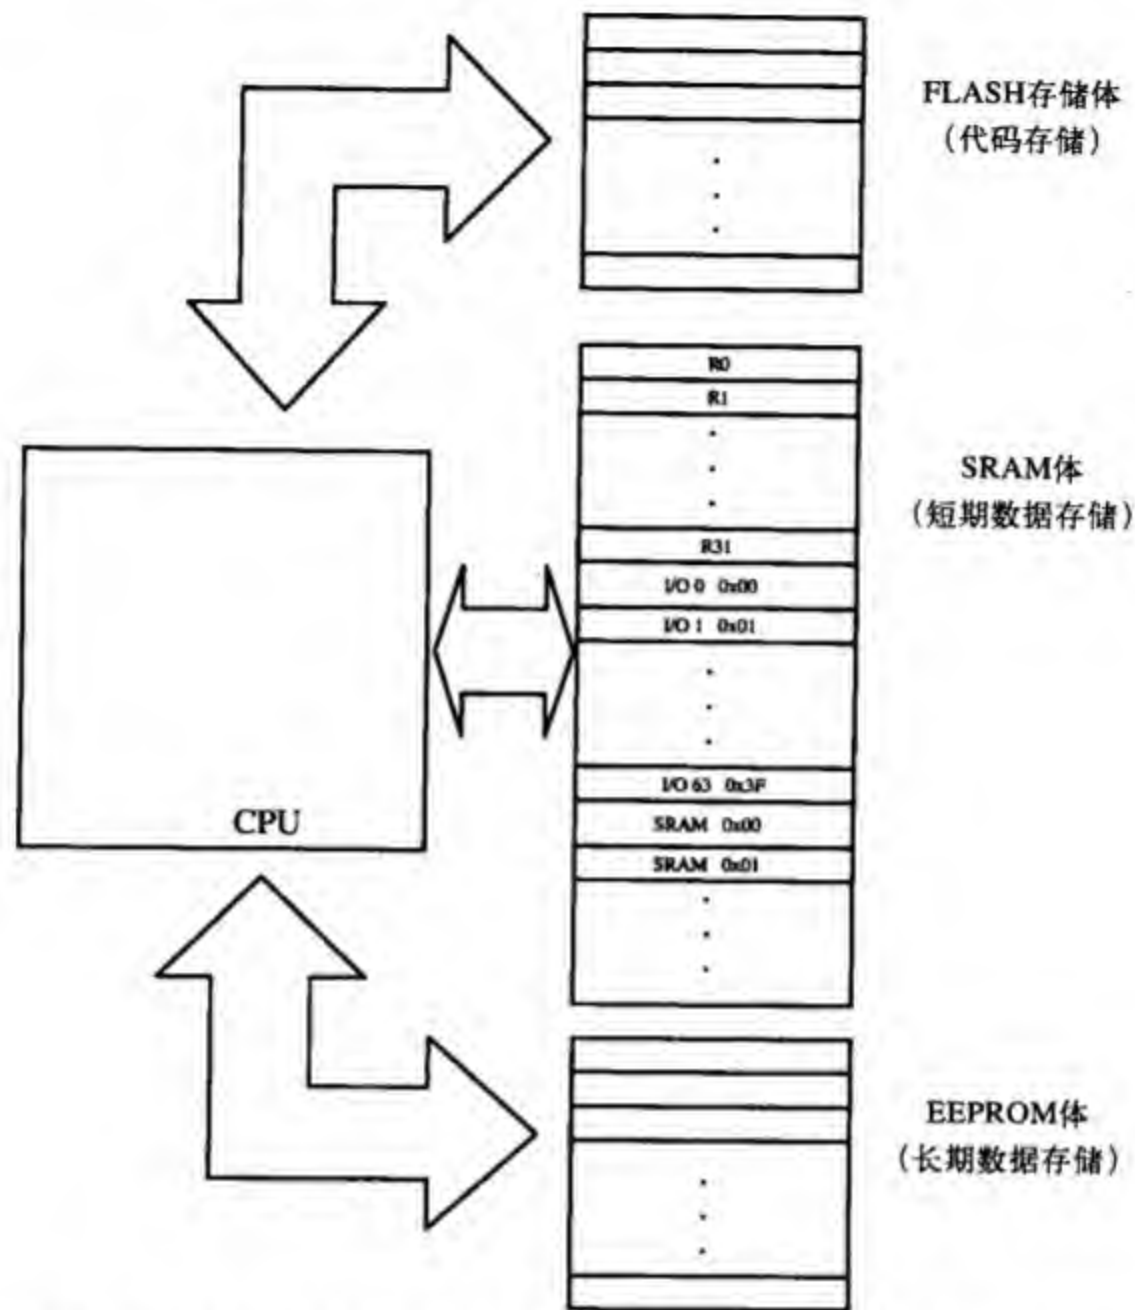 FLASH存储体
(代码存储)
R0
R1
R31
I/O 0 0x00
I/O 1 0x01
I/O 63 0x3F
SRAM 0x00
SRAM 0x01
SRAM体
(短期数据存储)
CPU
EEPROM体
(长期数据存储)